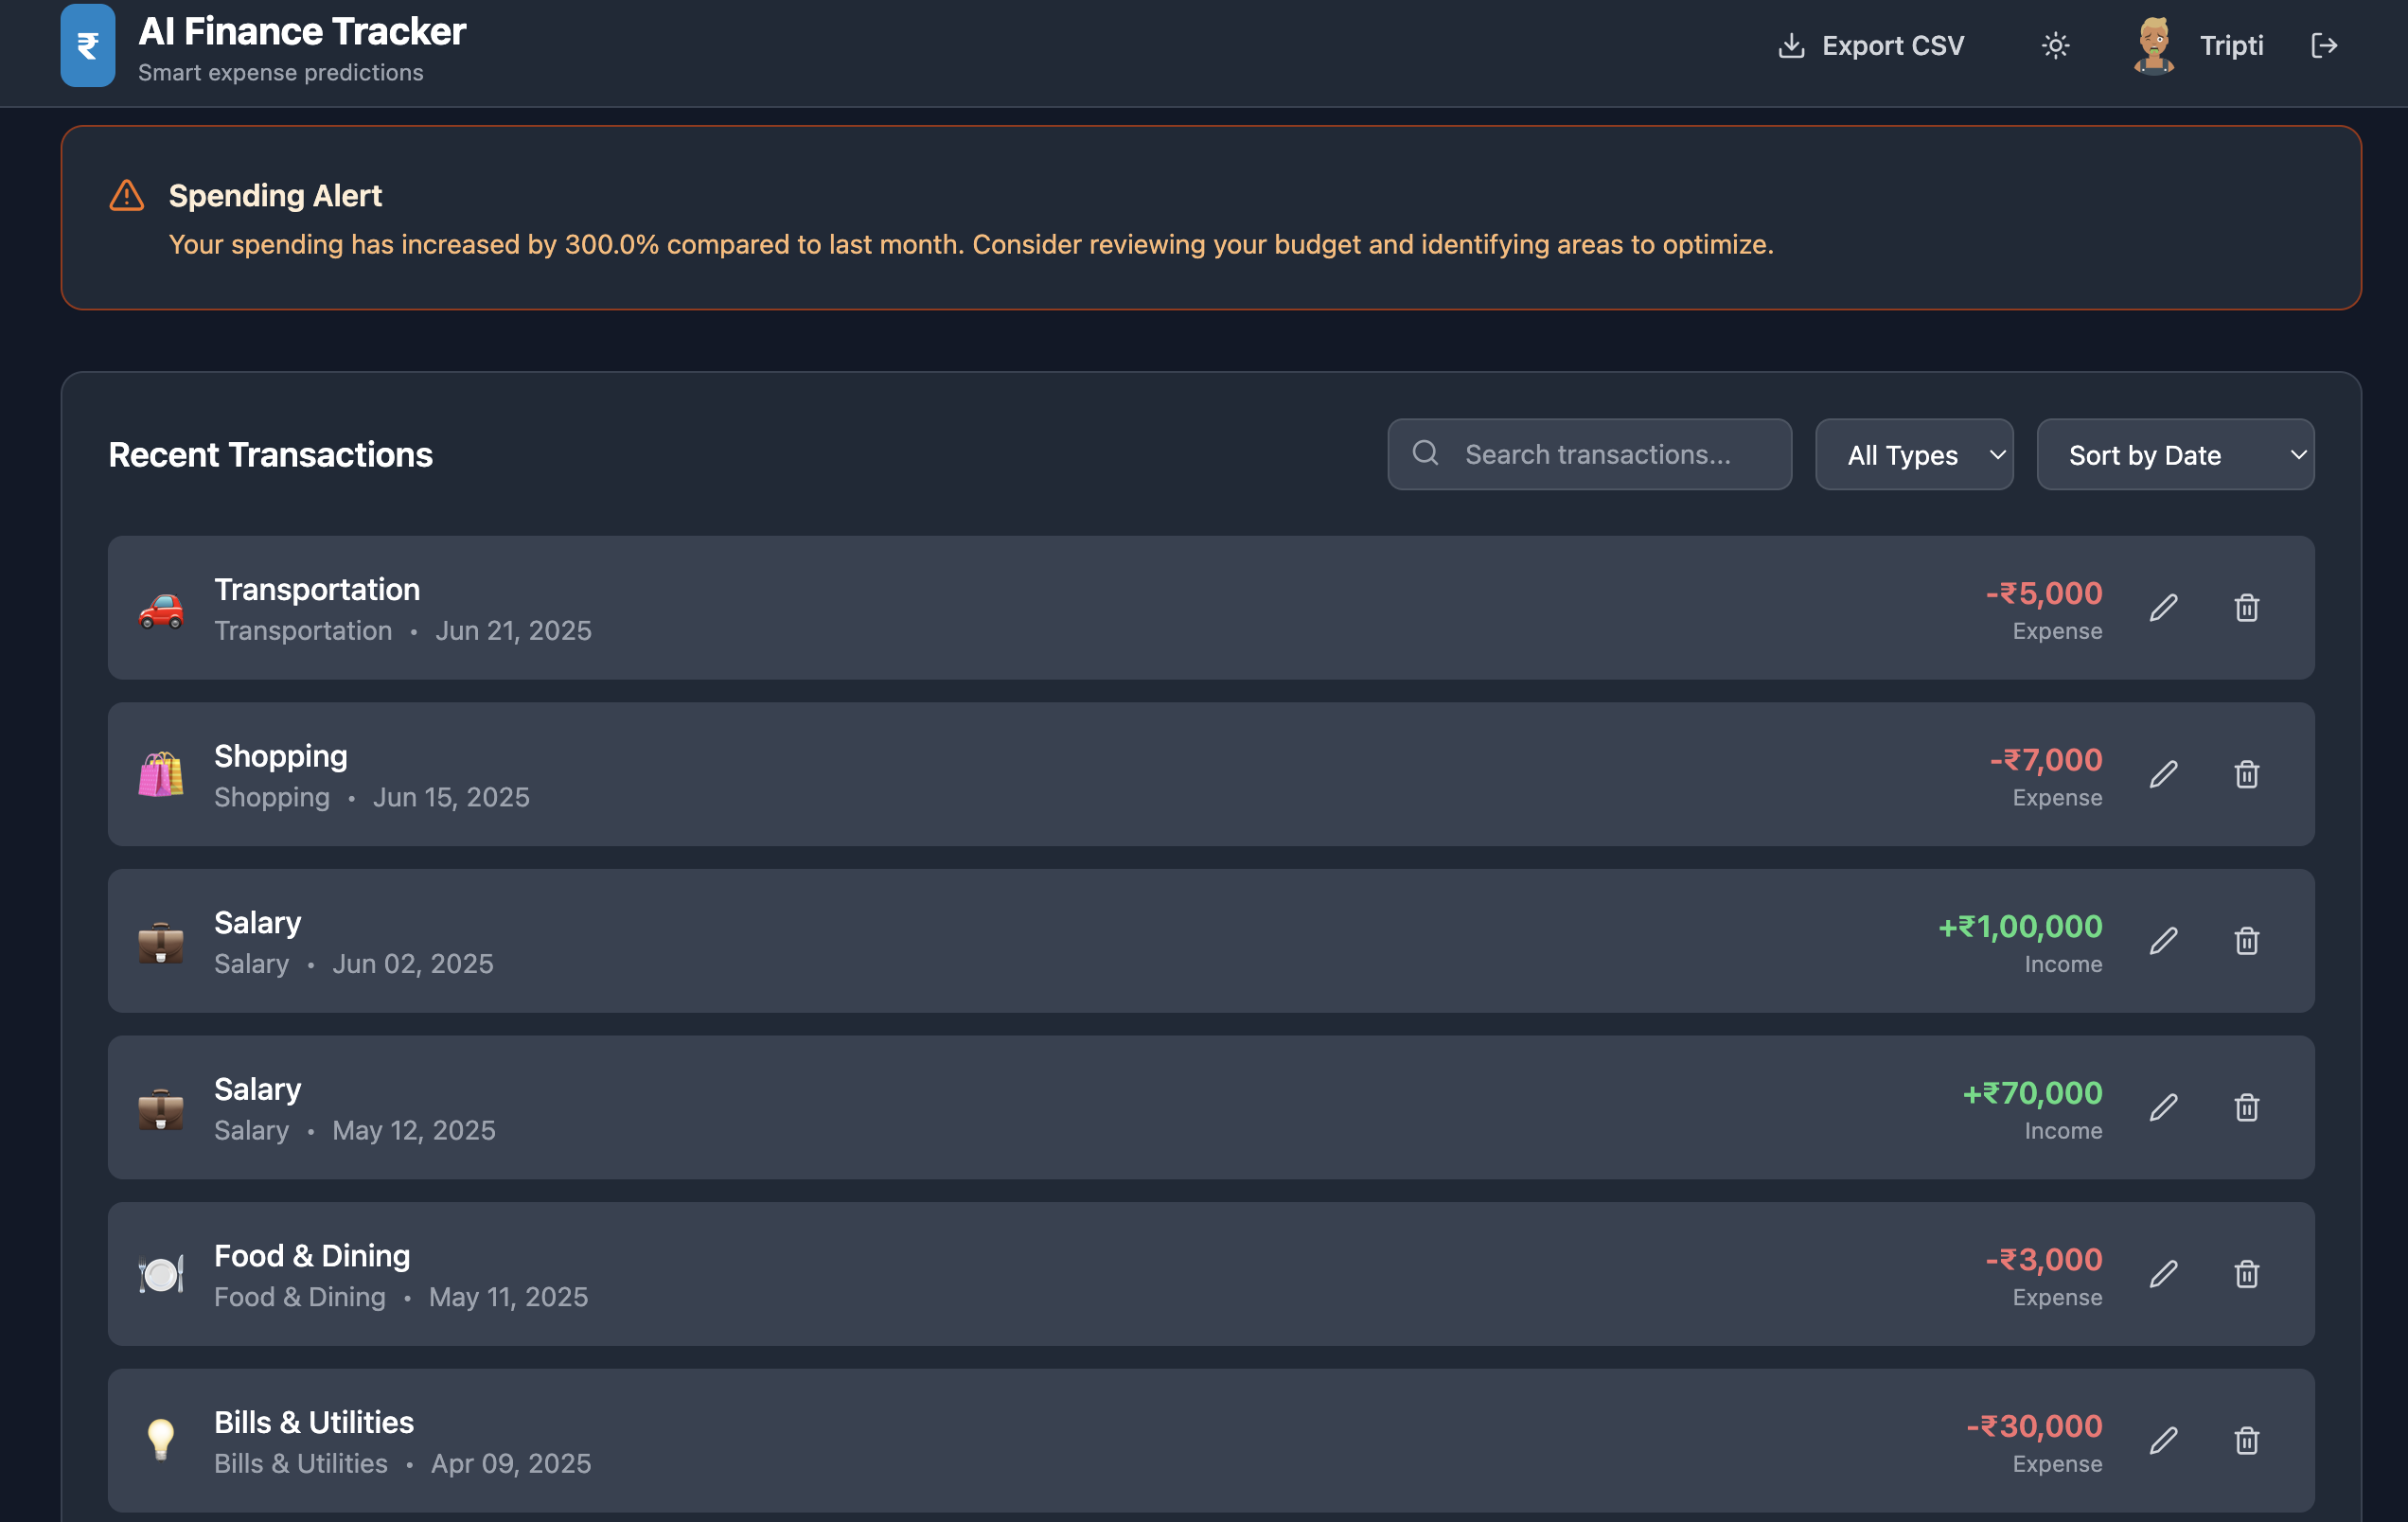 ₹
AI Finance Tracker
Smart expense predictions
Export CSV
Tripti
Spending Alert
Your spending has increased by 300.0% compared to last month. Consider reviewing your budget and identifying areas to optimize.
Recent Transactions
Search transactions...
All Types
Sort by Date
Transportation
Transportation • Jun 21, 2025
-₹5,000
Expense
Shopping
Shopping • Jun 15, 2025
-₹7,000
Expense
Salary
Salary • Jun 02, 2025
+₹1,00,000
Income
Salary
Salary • May 12, 2025
+₹70,000
Income
Food & Dining
Food & Dining • May 11, 2025
-₹3,000
Expense
Bills & Utilities
Bills & Utilities • Apr 09, 2025
-₹30,000
Expense